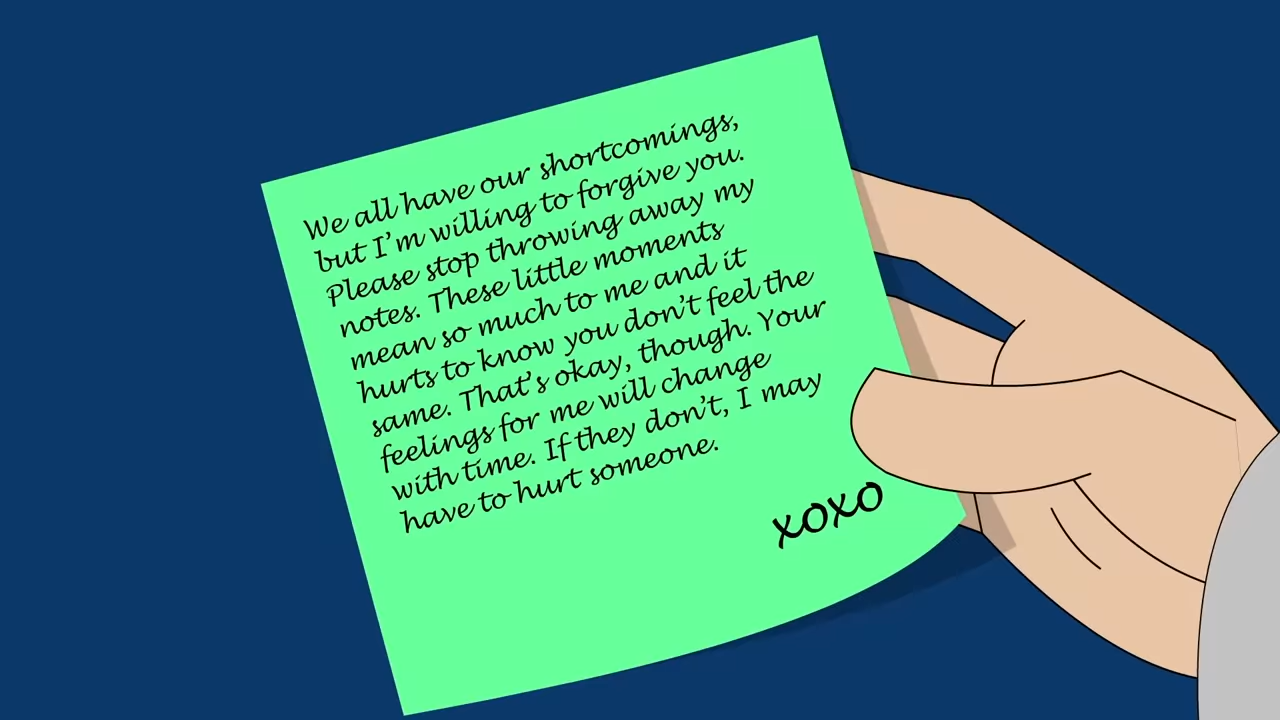 We all have our shortcomings,
but I'm willing to forgive you.
Please stop throwing away my
notes. These little moments
mean so much to me and it
hurts to know you don't feel the
same. That's okay, though. Your
feelings for me will change
with time. If they don't, I may
have to hurt someone.
xoxo